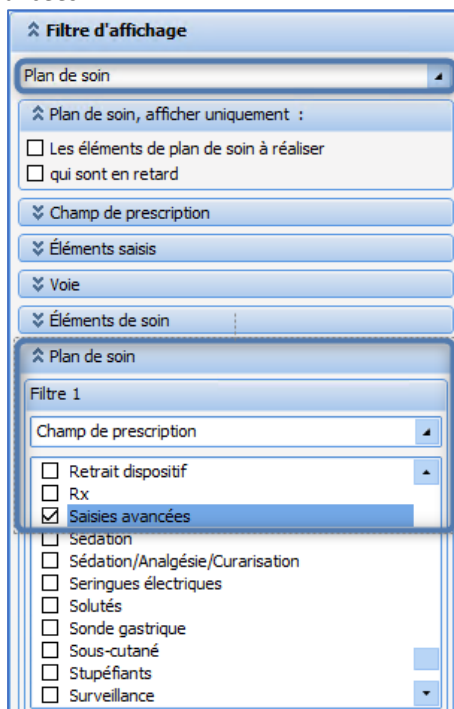 Filtre d'affichage
Plan de soin
Plan de soin, afficher uniquement :
Les éléments de plan de soin à réaliser
qui sont en retard
Champ de prescription
Éléments saisis
Voie
Éléments de soin
Plan de soin
Filtre 1
Champ de prescription
Retrait dispositif
Rx
Saisies avancées
Sédation
Sédation/Analgésie/Curarisation
Seringues électriques
Solutés
Sonde gastrique
Sous-cutané
Stupéfiants
Surveillance